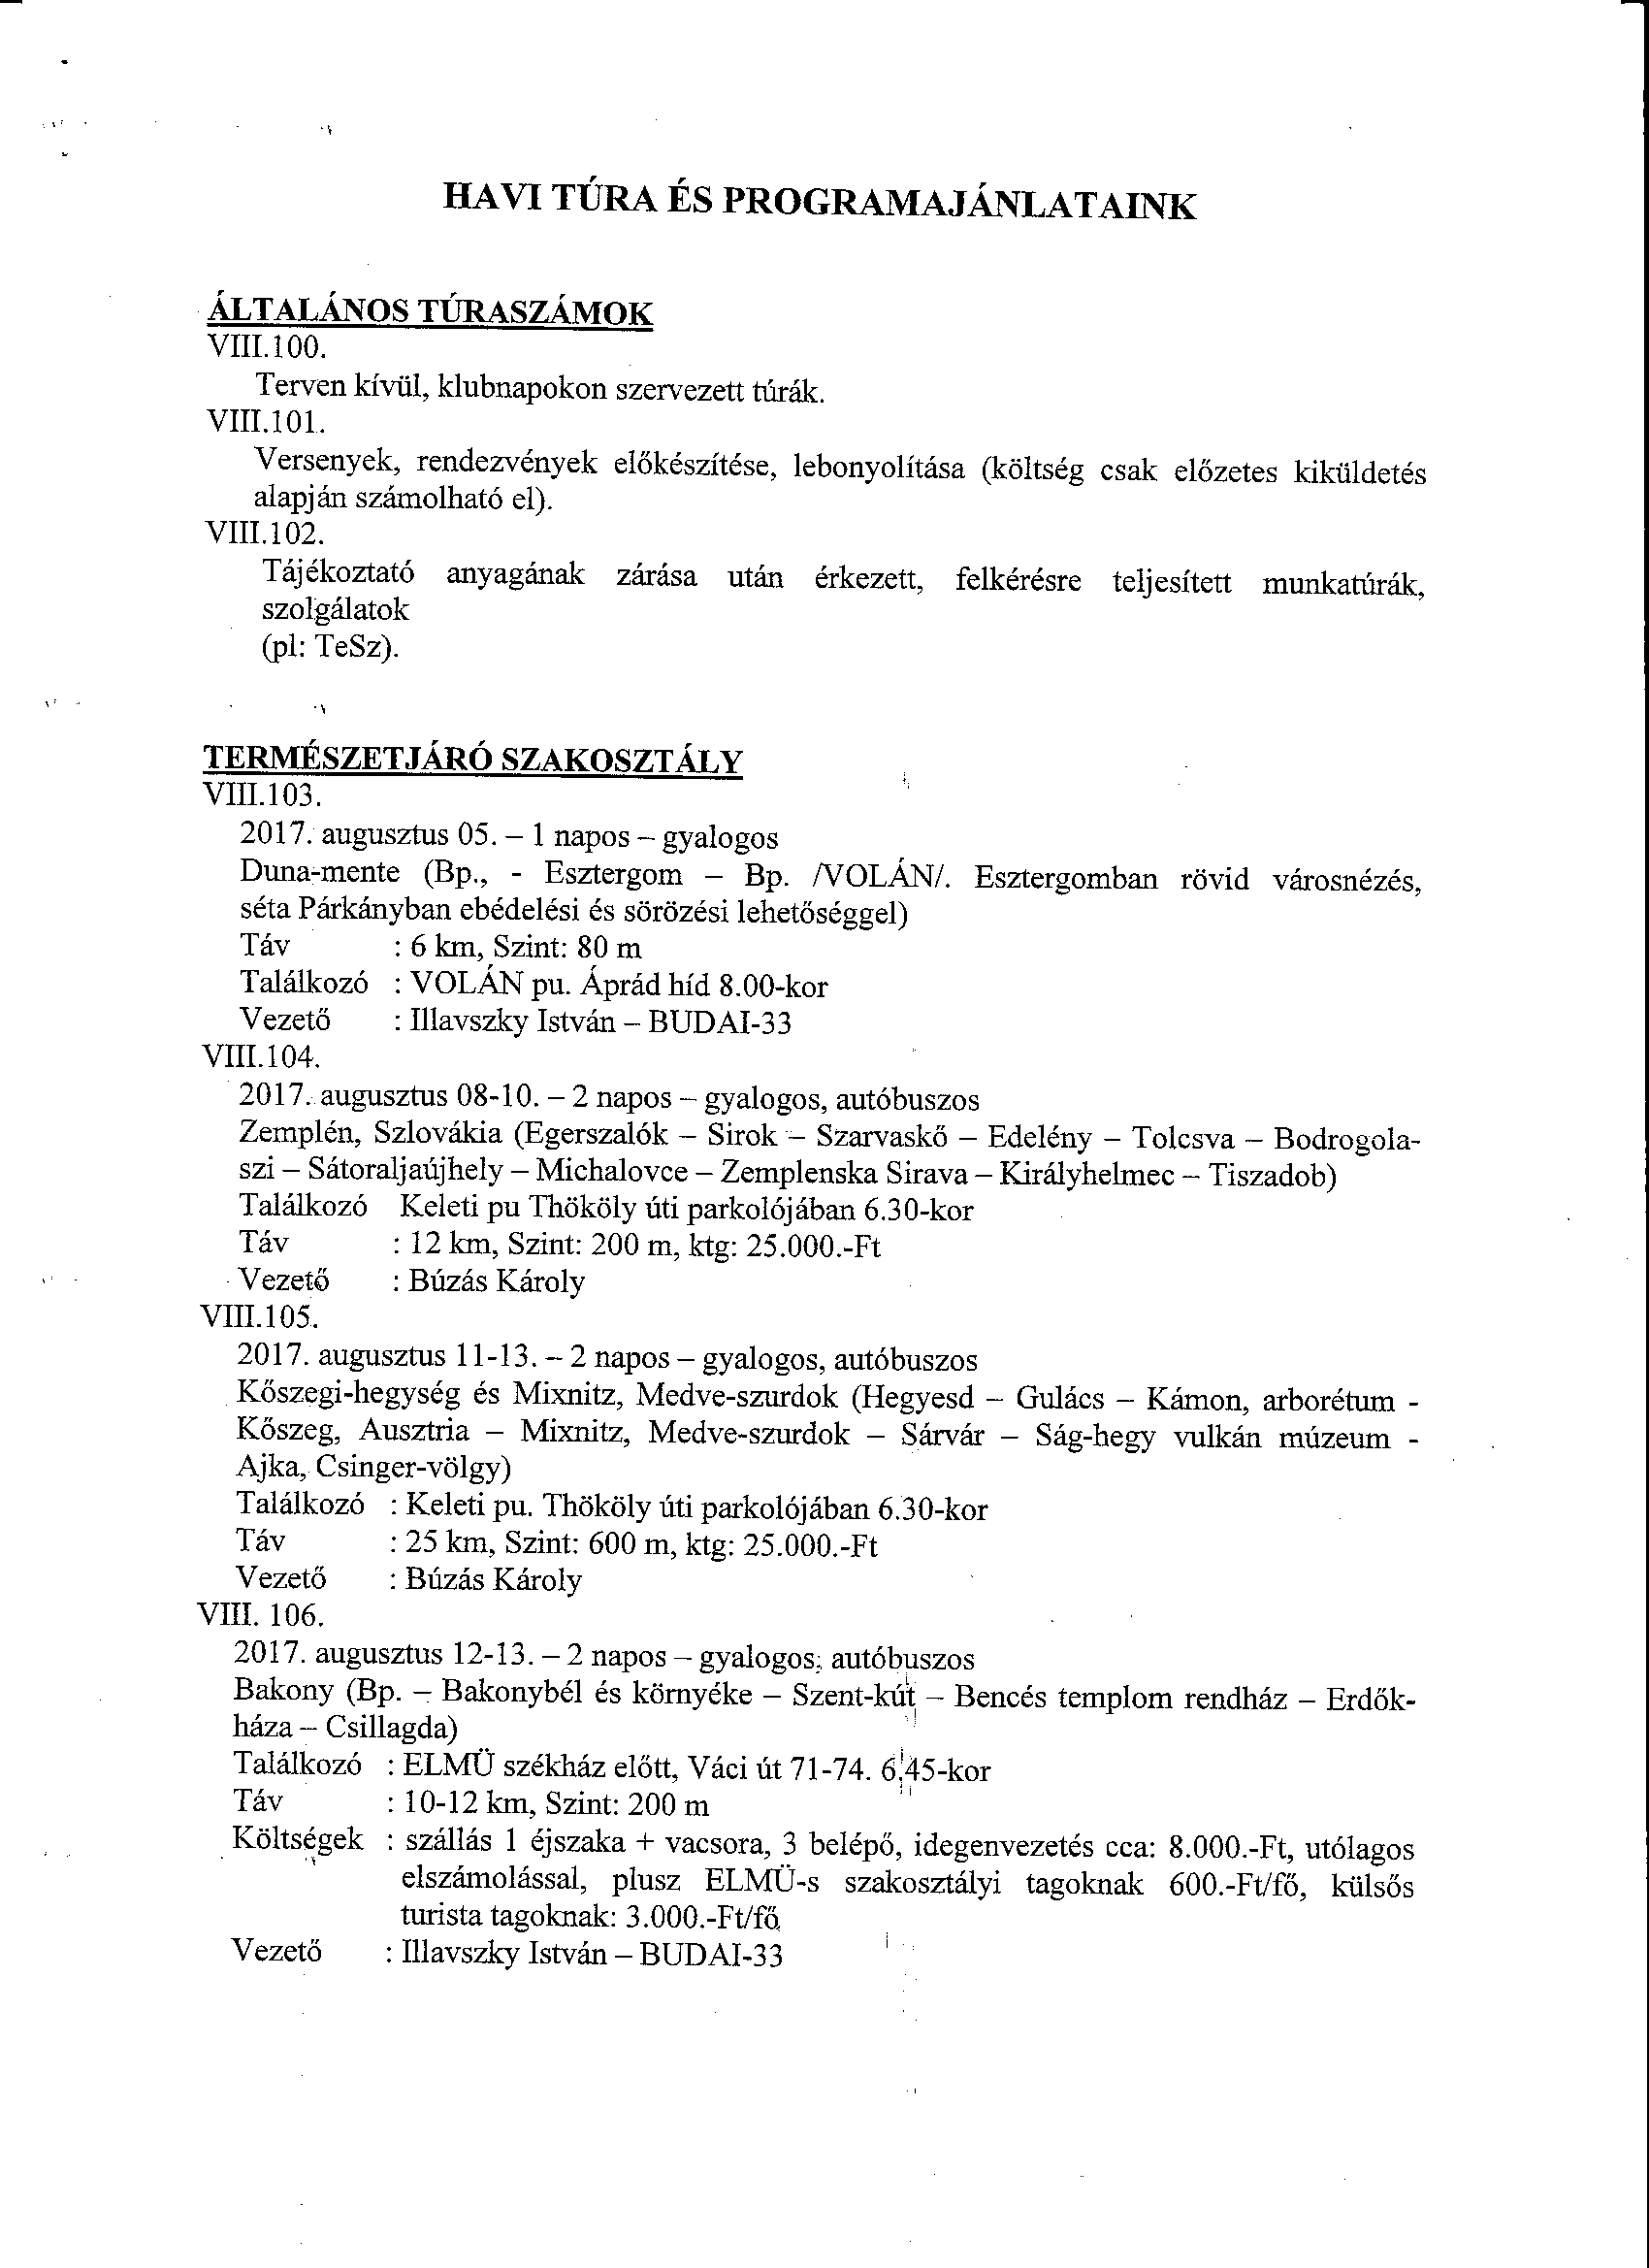 HAVI TÚRA ÉS PROGRAMAJÁNLATAINK
ÁLTALÁNOS TÚRASZÁMOK
VIII.100.
Terven kívül, klubnapokon szervezett túrák.
VIII.101.
Versenyek, rendezvények előkészítése, lebonyolítása (költség csak előzetes kiküldetés
alapján számolható el).
VIII.102.
Tájékoztató anyagának zárása után érkezett, felkérésre teljesített munkatúrák,
szolgálatok
(pl: TeSz).
TERMÉSZETJÁRÓ SZAKOSZTÁLY
VIII.103.
2017. augusztus 05. – 1 napos – gyalogos
Duna-mente (Bp., - Esztergom – Bp. /VOLÁN/. Esztergomban rövid városnézés,
séta Párkányban ebédelési és sörözési lehetőséggel)
Táv : 6 km, Szint: 80 m
Találkozó : VOLÁN pu. Áprád híd 8.00-kor
Vezető : Illavszky István – BUDAI-33
VIII.104.
2017. augusztus 08-10. – 2 napos – gyalogos, autóbuszos
Zemplén, Szlovákia (Egerszalók – Sirok – Szarvaskő – Edelény – Tolcsva – Bodrogola-
szi – Sátoraljaújhely – Michalovce – Zemplenska Sirava – Királyhelmec – Tiszadob)
Találkozó Keleti pu Thököly úti parkolójában 6.30-kor
Táv : 12 km, Szint: 200 m, ktg: 25.000.-Ft
Vezető : Búzás Károly
VIII.105.
2017. augusztus 11-13. – 2 napos – gyalogos, autóbuszos
Kőszegi-hegység és Mixnitz, Medve-szurdok (Hegyesd – Gulács – Kámon, arborétum -
Kőszeg, Ausztria – Mixnitz, Medve-szurdok – Sárvár – Ság-hegy vulkán múzeum -
Ajka, Csinger-völgy)
Találkozó : Keleti pu. Thököly úti parkolójában 6.30-kor
Táv : 25 km, Szint: 600 m, ktg: 25.000.-Ft
Vezető : Búzás Károly
VIII. 106.
2017. augusztus 12-13. – 2 napos – gyalogos, autóbuszos
Bakony (Bp. – Bakonybél és környéke – Szent-kút – Bencés templom rendház – Erdők-
háza – Csillagda)
Találkozó : ELMÜ székház előtt, Váci út 71-74. 6.45-kor
Táv : 10-12 km, Szint: 200 m
Költségek : szállás 1 éjszaka + vacsora, 3 belépő, idegenvezetés cca: 8.000.-Ft, utólagos
elszámolással, plusz ELMÜ-s szakosztályi tagoknak 600.-Ft/fő, külsős
turista tagoknak: 3.000.-Ft/fő
Vezető : Illavszky István – BUDAI-33